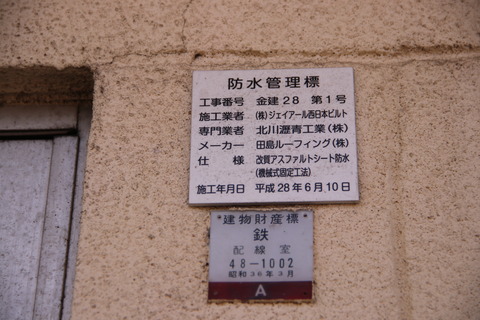 防水管理標
工事番号 金建28 第1号
施工業者 (株)ジェイアール西日本ビルト
専門業者 北川瀝青工業(株)
メーカー 田島ルーフィング(株)
仕様 改質アスファルトシート防水
(機械式固定工法)
施工年月日 平成28年6月10日
建物財産標
鉄
配線室
48-1002
昭和36年3月
A